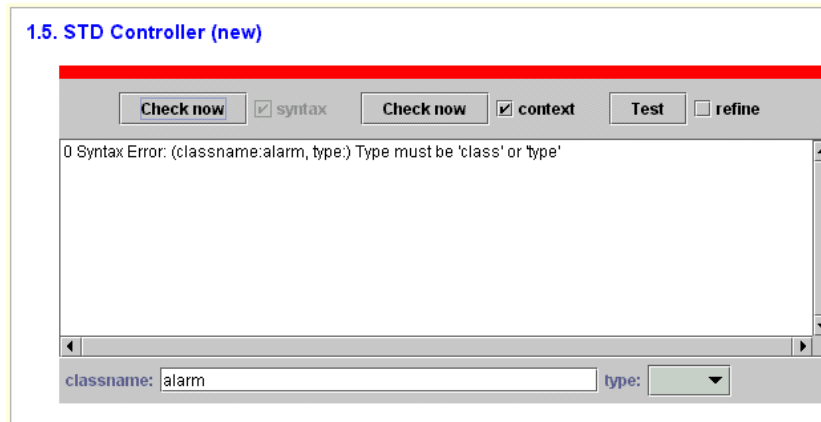 1.5. STD Controller (new)
Check now syntax Check now context Test refine
0 Syntax Error: (classname:alarm, type:) Type must be 'class' or 'type'
classname: alarm type: